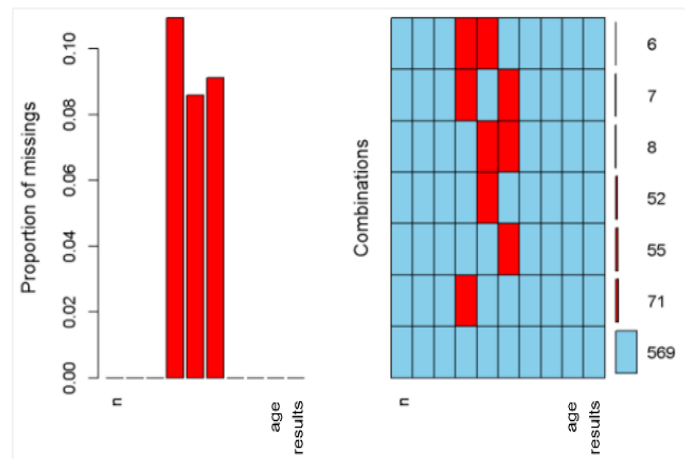 Proportion of missings
0.00
0.02
0.04
0.06
0.08
0.10
n
age
results
Combinations
6
7
8
52
55
71
569
n
age
results